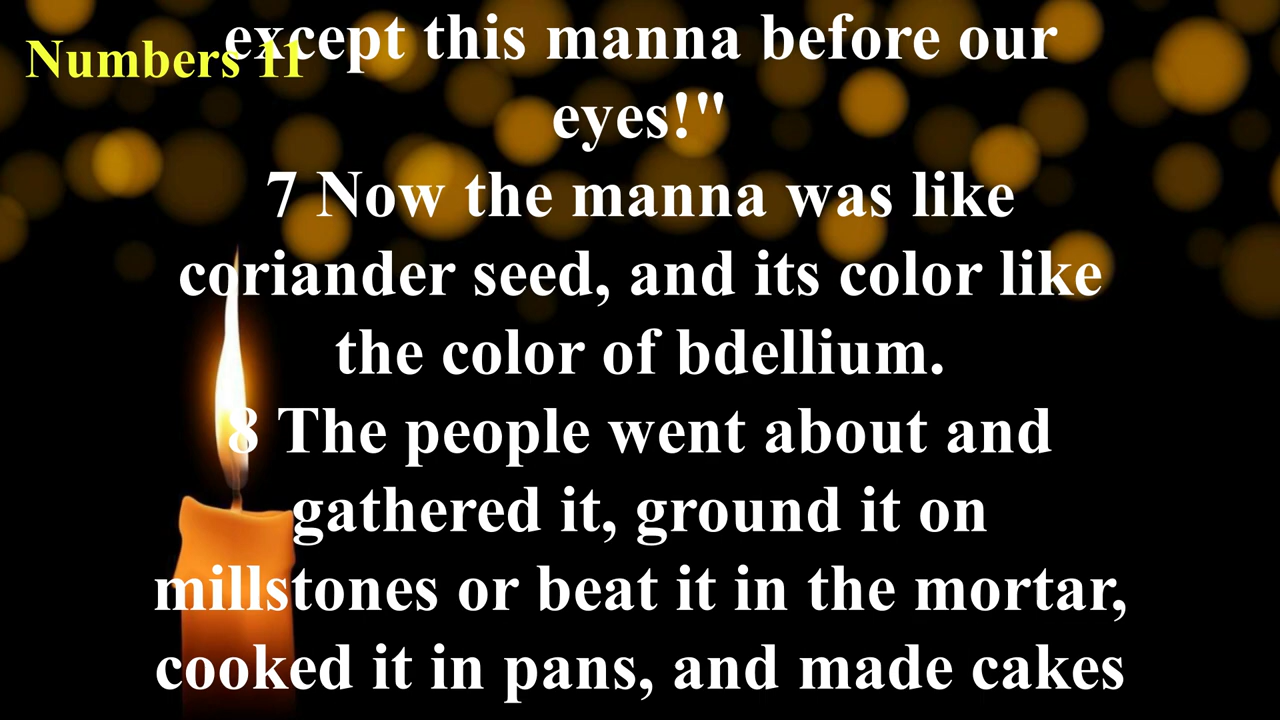 Numbers 11
except this manna before our
eyes!"
7 Now the manna was like
coriander seed, and its color like
the color of bdellium.
8 The people went about and
gathered it, ground it on
millstones or beat it in the mortar,
cooked it in pans, and made cakes